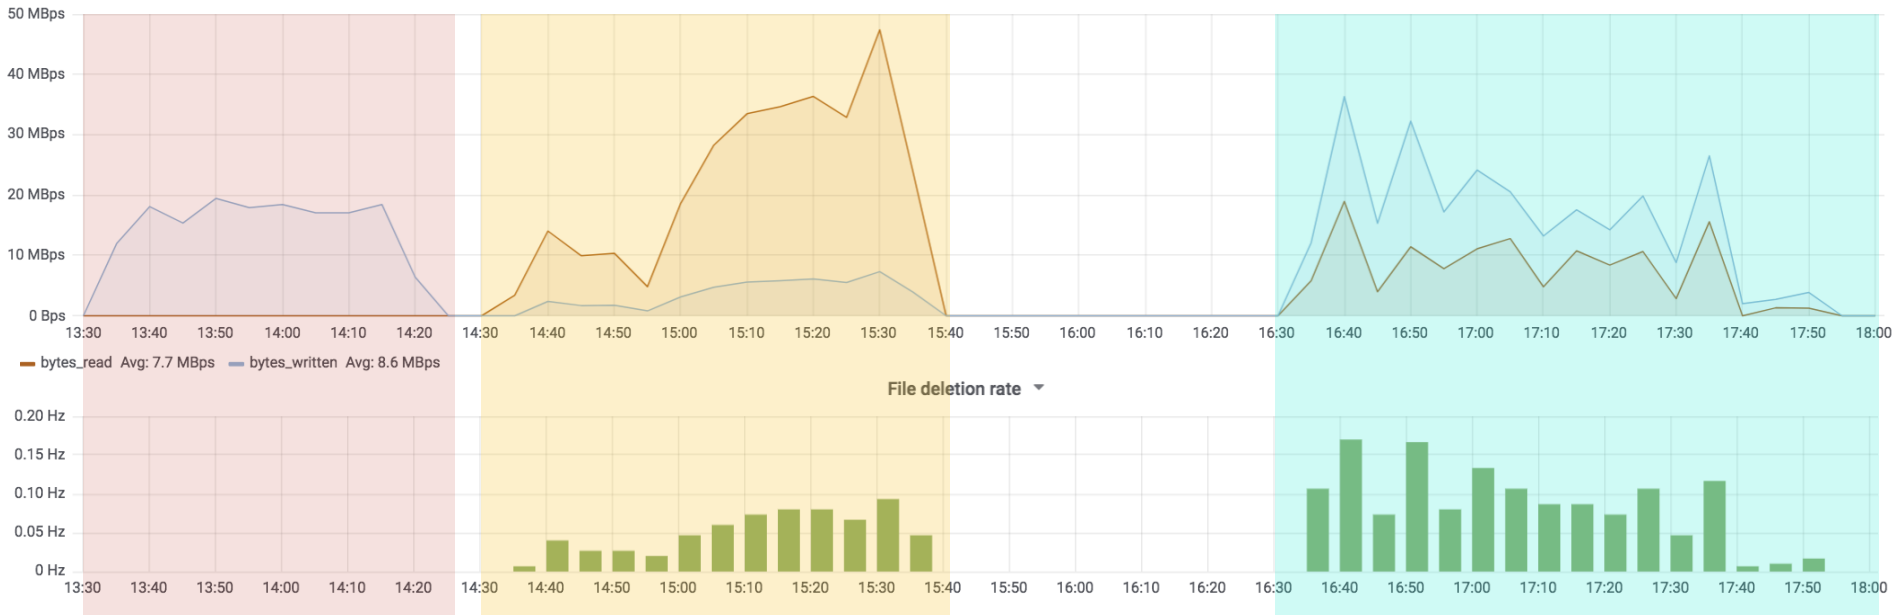 50 MBps
40 MBps
30 MBps
20 MBps
10 MBps
0 Bps
13:30 13:40 13:50 14:00 14:10 14:20 14:30 14:40 14:50 15:00 15:10 15:20 15:30 15:40 15:50 16:00 16:10 16:20 16:30 16:40 16:50 17:00 17:10 17:20 17:30 17:40 17:50 18:00
bytes_read Avg: 7.7 MBps bytes_written Avg: 8.6 MBps
File deletion rate
0.20 Hz
0.15 Hz
0.10 Hz
0.05 Hz
0 Hz
13:30 13:40 13:50 14:00 14:10 14:20 14:30 14:40 14:50 15:00 15:10 15:20 15:30 15:40 15:50 16:00 16:10 16:20 16:30 16:40 16:50 17:00 17:10 17:20 17:30 17:40 17:50 18:00